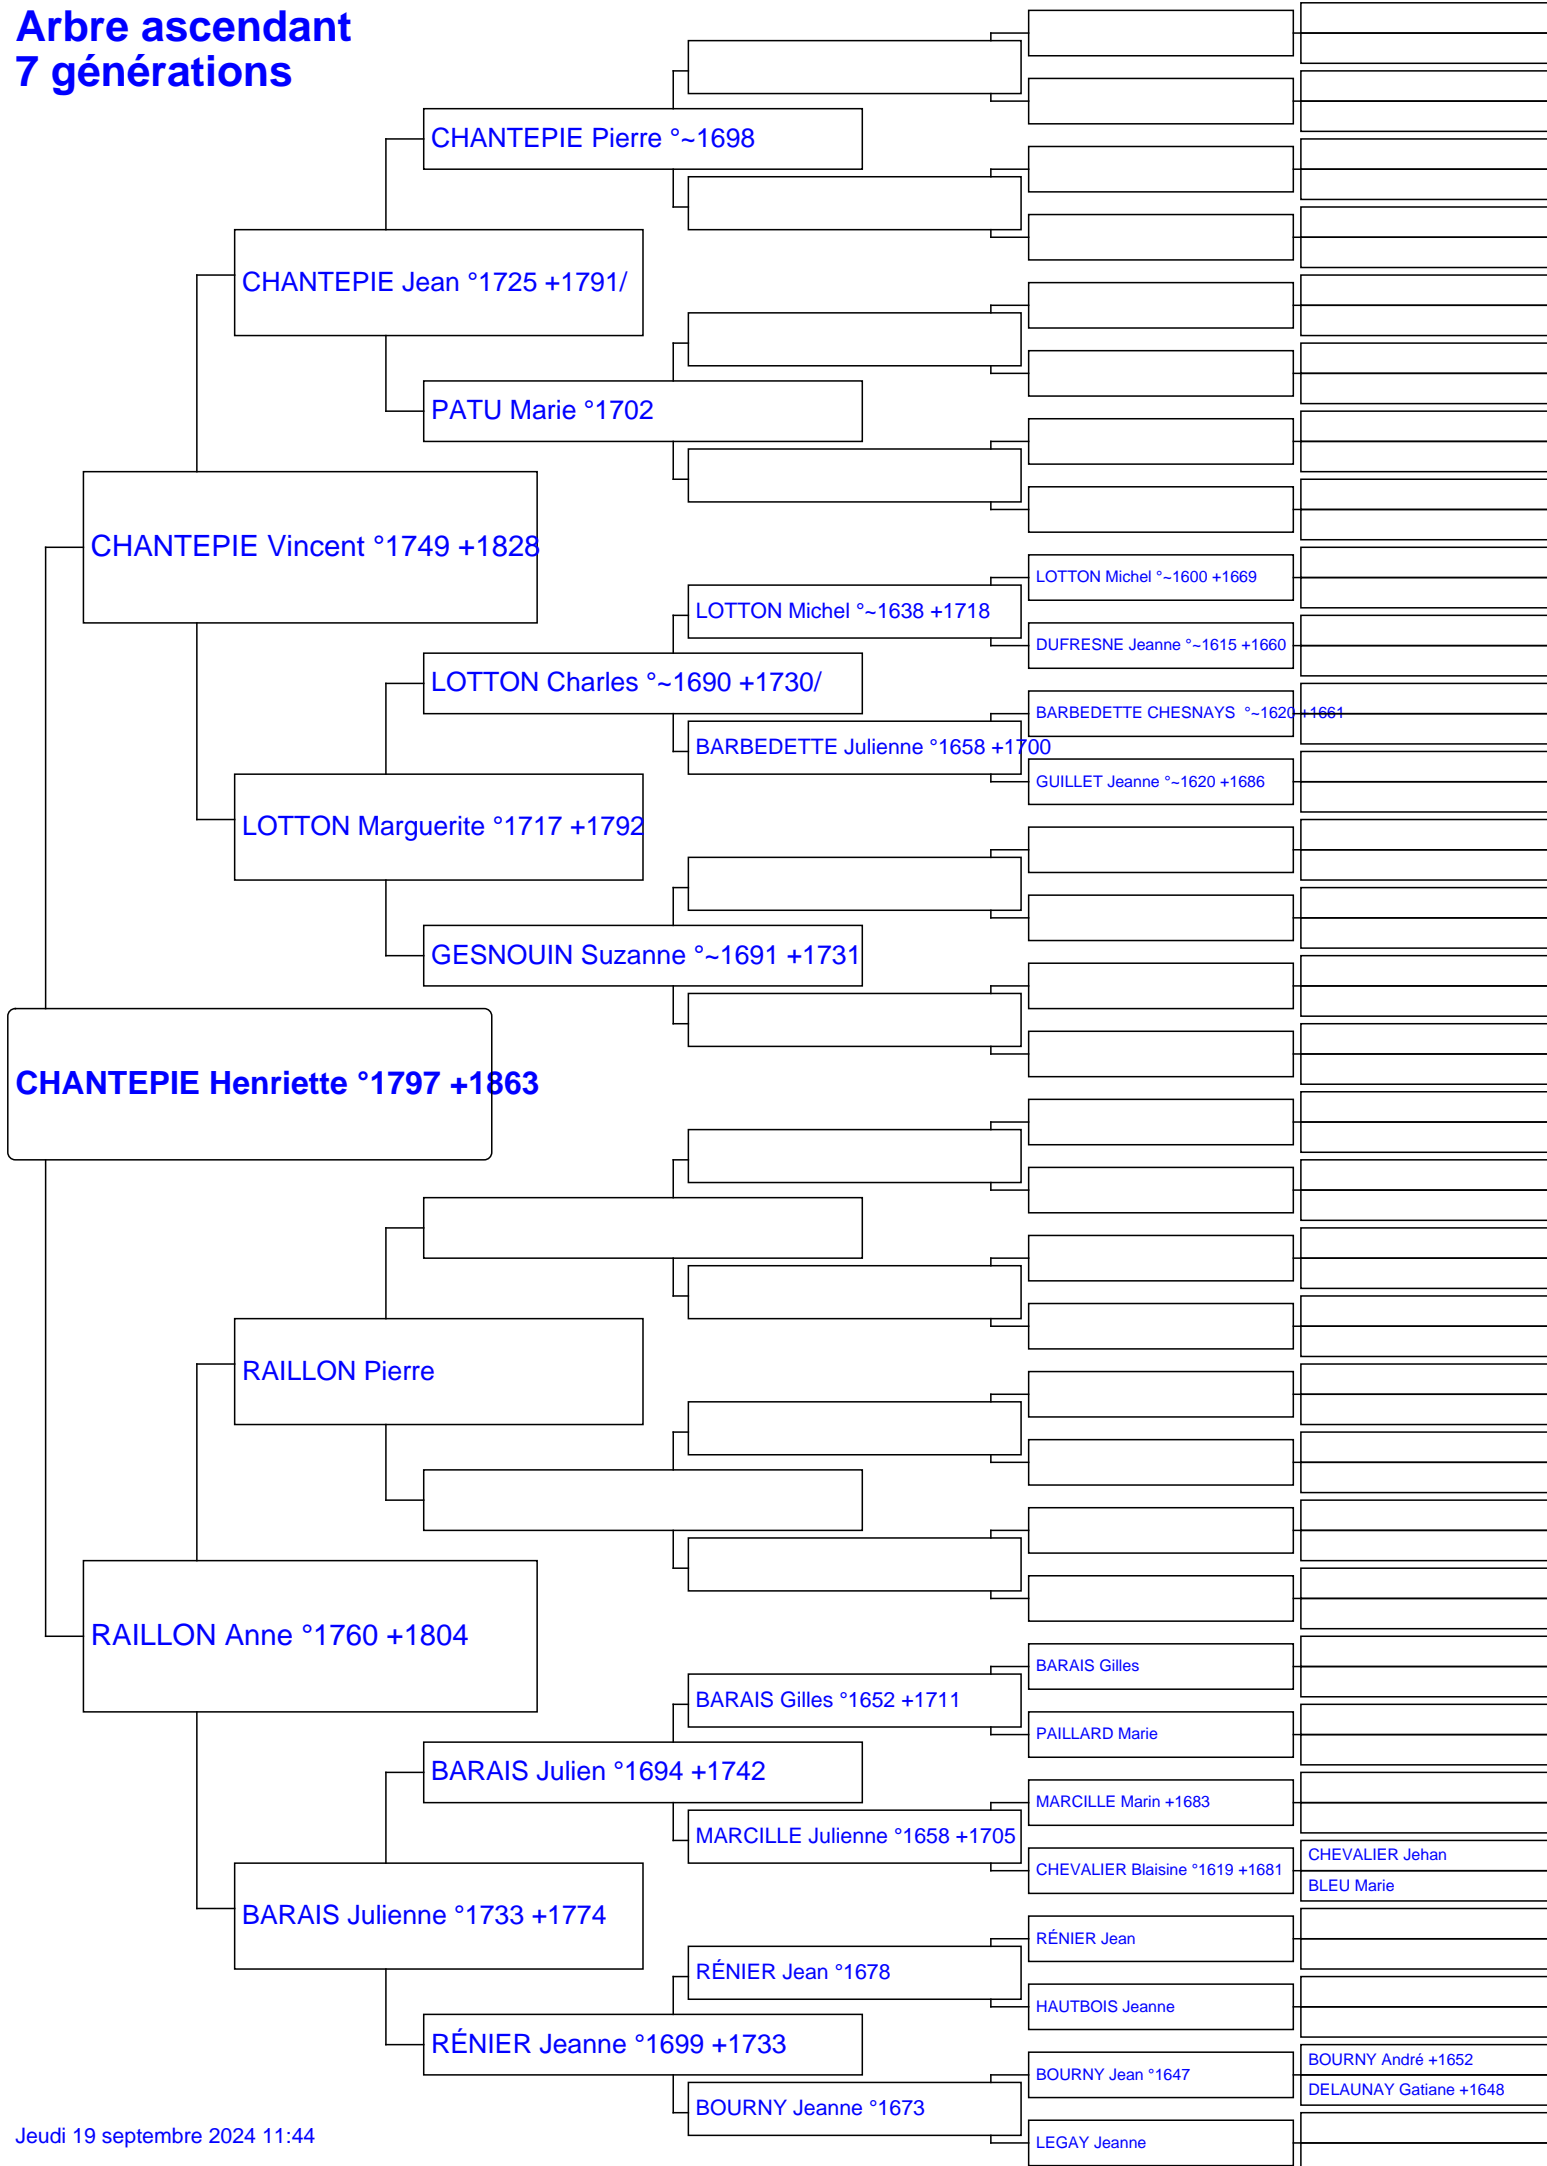 Arbre ascendant
7 générations
CHANTEPIE Pierre °~1698
CHANTEPIE Jean °1725 +1791/
PATU Marie °1702
CHANTEPIE Vincent °1749 +1828
LOTTON Michel °~1600 +1669
LOTTON Michel °~1638 +1718
DUFRESNE Jeanne °~1615 +1660
LOTTON Charles °~1690 +1730/
BARBEDETTE CHESNAYS  °~1620 +1661
BARBEDETTE Julienne °1658 +1700
GUILLET Jeanne °~1620 +1686
LOTTON Marguerite °1717 +1792
GESNOUIN Suzanne °~1691 +1731
CHANTEPIE Henriette °1797 +1863
RAILLON Pierre
RAILLON Anne °1760 +1804
BARAIS Gilles
BARAIS Gilles °1652 +1711
PAILLARD Marie
BARAIS Julien °1694 +1742
MARCILLE Marin +1683
MARCILLE Julienne °1658 +1705
CHEVALIER Jehan
CHEVALIER Blaisine °1619 +1681
BLEU Marie
BARAIS Julienne °1733 +1774
RÉNIER Jean
RÉNIER Jean °1678
HAUTBOIS Jeanne
RÉNIER Jeanne °1699 +1733
BOURNY André +1652
BOURNY Jean °1647
DELAUNAY Gatiane +1648
BOURNY Jeanne °1673
LEGAY Jeanne
Jeudi 19 septembre 2024 11:44